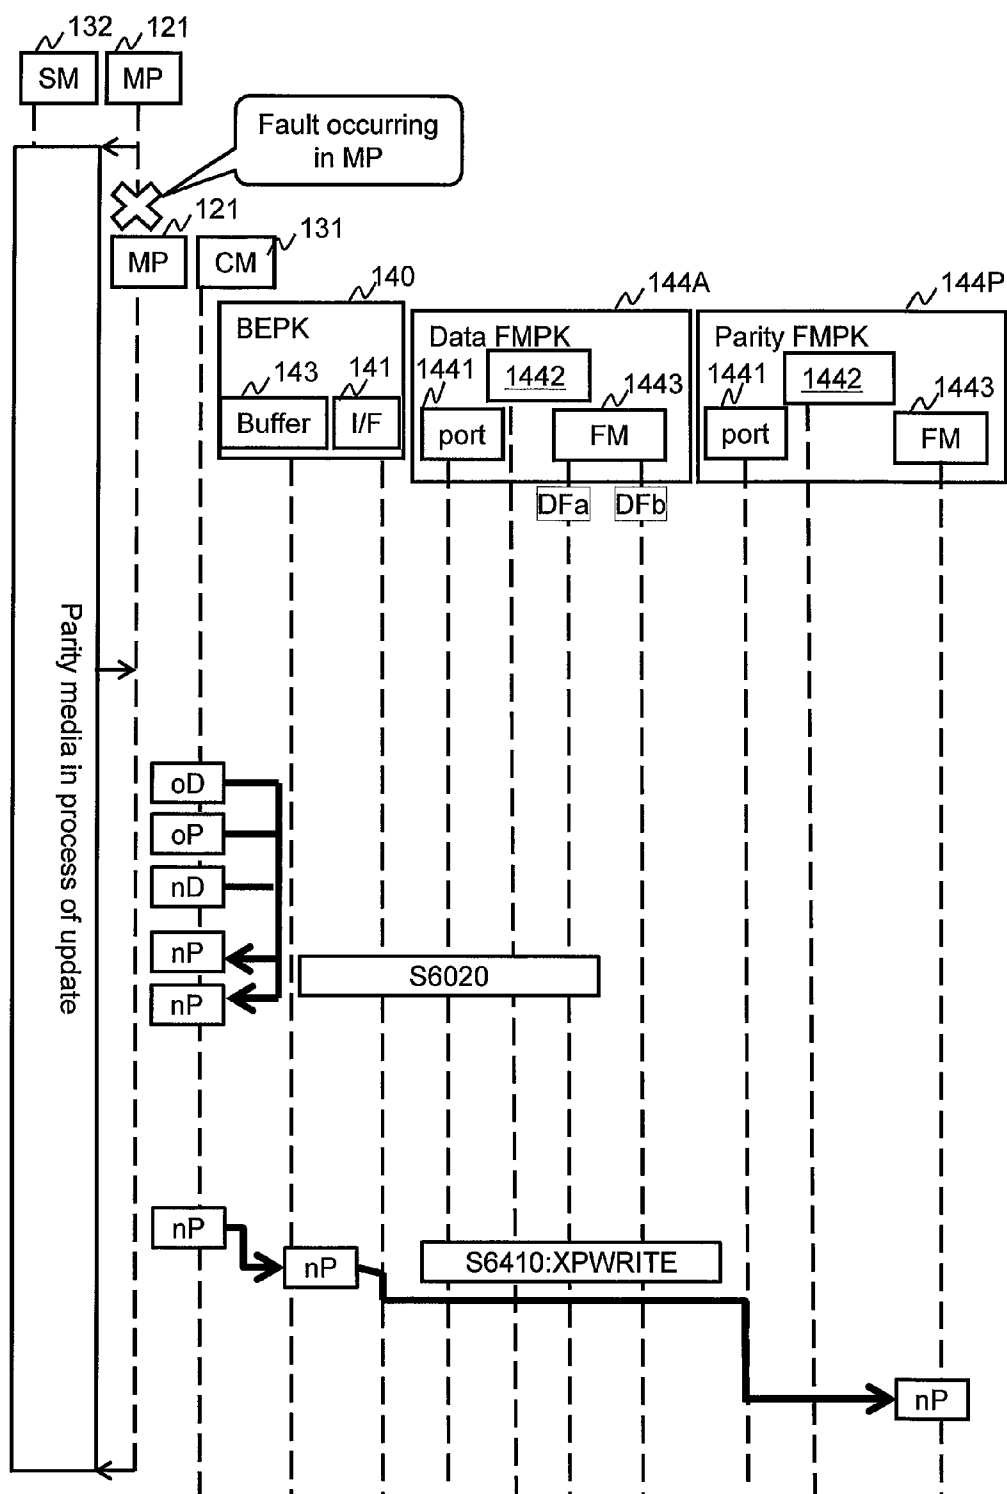 132
121
SM
MP
Fault occurring
in MP
121
131
MP
CM
140
144A
144P
BEPK
Data FMPK
Parity FMPK
143
141
1441
1442
1443
1441
1442
1443
Buffer
I/F
port
FM
port
FM
DFa
DFb
Parity media in process of update
oD
oP
nD
nP
S6020
nP
nP
nP
S6410:XPWRITE
nP